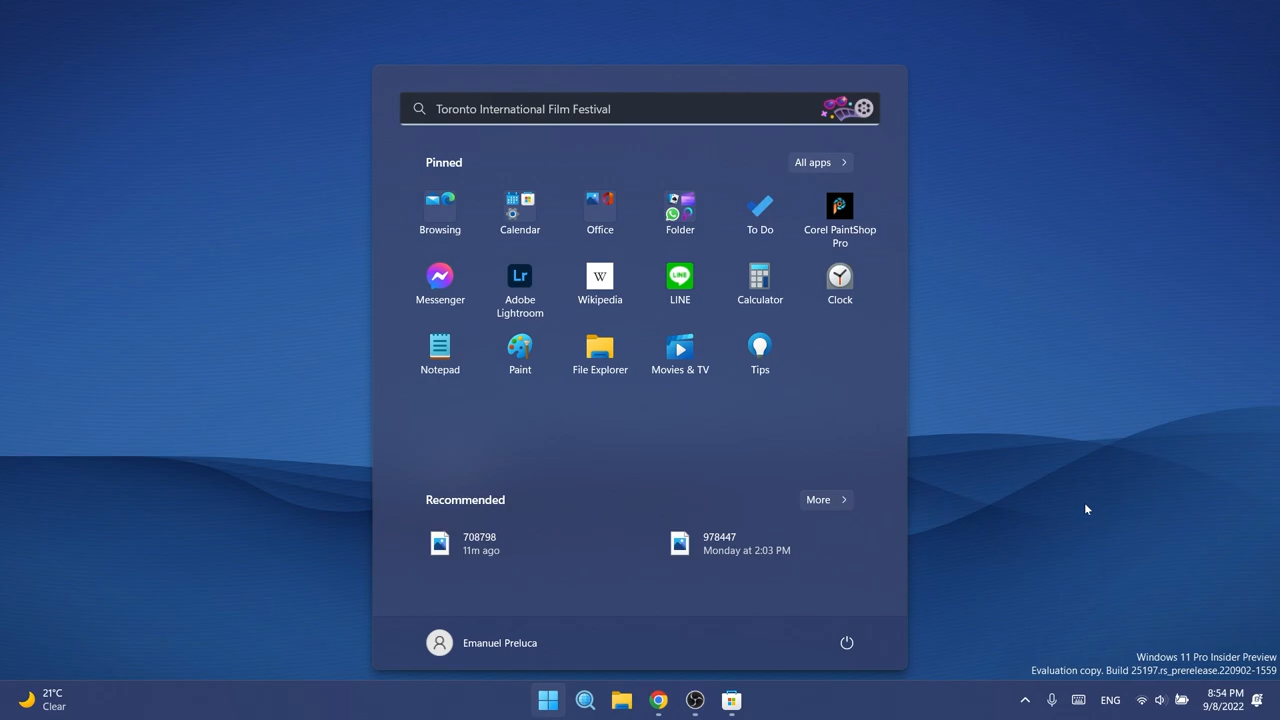 Toronto International Film Festival
Pinned
All apps
Browsing
Calendar
Office
Folder
To Do
Corel PaintShop
Pro
Messenger
Adobe
Lightroom
Lr
Wikipedia
W
LINE
LINE
Calculator
Clock
Notepad
Paint
File Explorer
Movies & TV
Tips
Recommended
More
708798
11m ago
978447
Monday at 2:03 PM
Emanuel Preluca
Windows 11 Pro Insider Preview
Evaluation copy. Build 25197.rs_prerelease.220902-1559
21°C
Clear
ENG
8:54 PM
9/8/2022